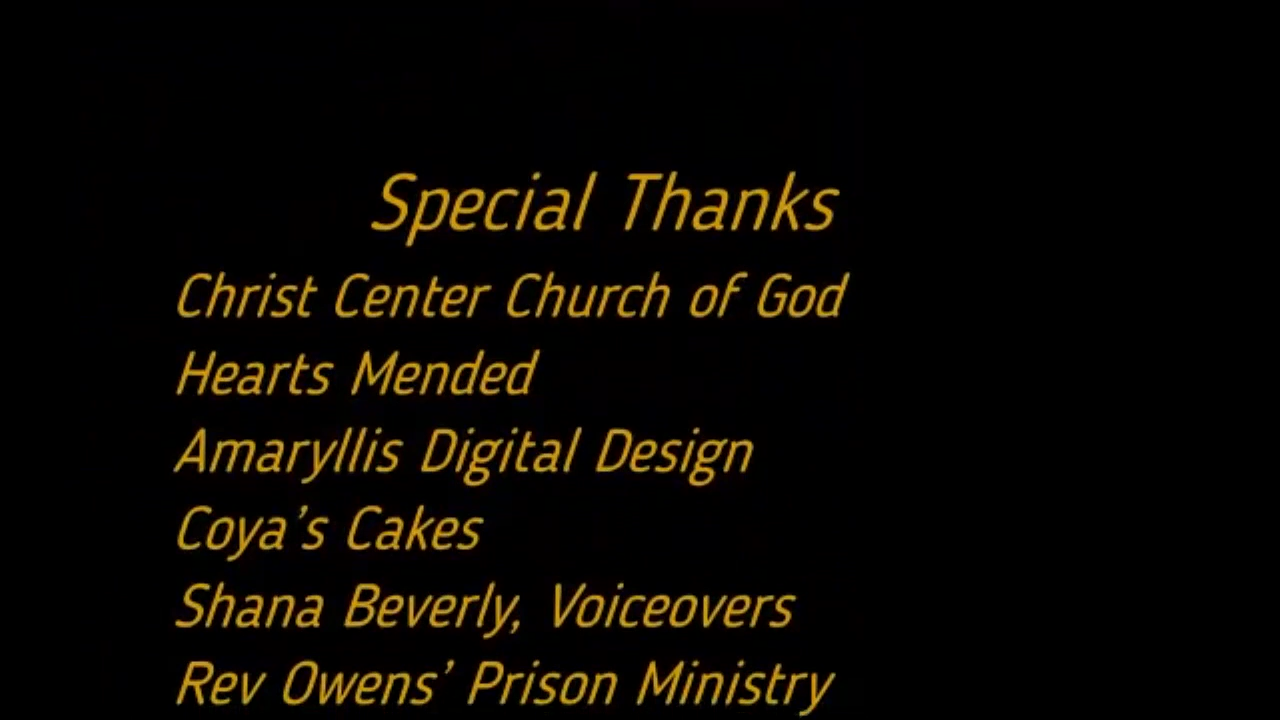 Special Thanks
Christ Center Church of God
Hearts Mended
Amaryllis Digital Design
Coya's Cakes
Shana Beverly, Voiceovers
Rev Owens' Prison Ministry